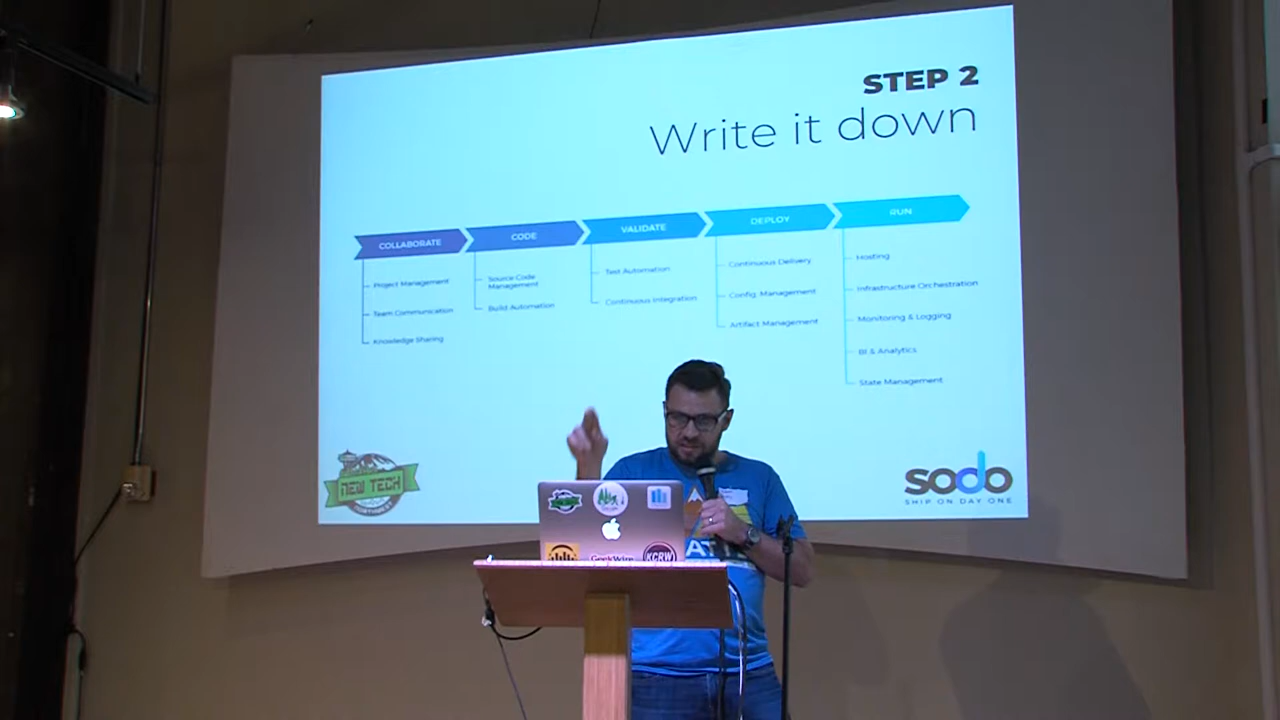 STEP 2
Write it down
COLLABORATE
CODE
VALIDATE
DEPLOY
RUN
Project Management
Team Communication
Knowledge Sharing
Source Code
Management
Build Automation
Test Automation
Continuous Integration
Continuous Delivery
Config. Management
Artifact Management
Hosting
Infrastructure Orchestration
Monitoring & Logging
BI & Analytics
State Management
NEW TECH
NORTHWEST
sodo
SHIP ON DAY ONE
GeekWire
KCRW